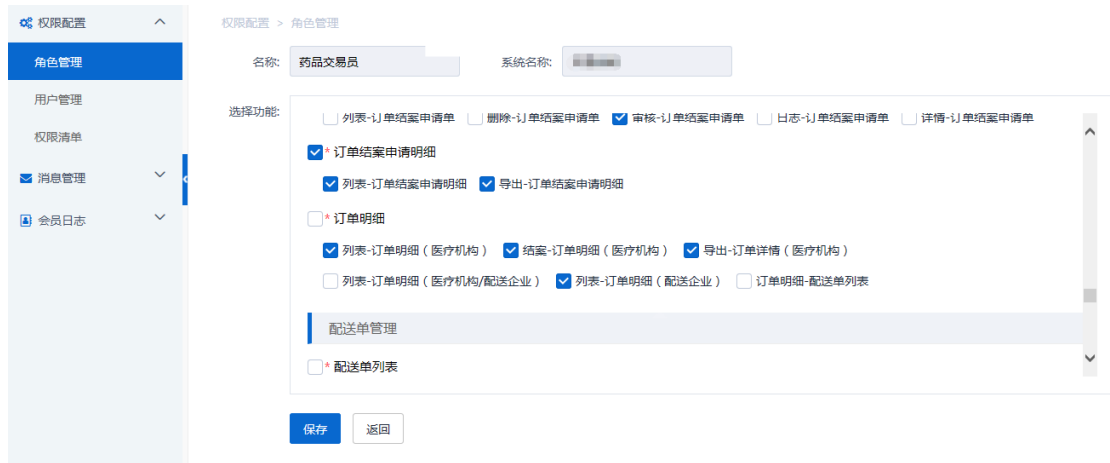 权限配置
角色管理
用户管理
权限清单
消息管理
会员日志
权限配置 > 角色管理
名称: 药品交易员 系统名称:
选择功能:
列表-订单结案申请单 删除-订单结案申请单 审核-订单结案申请单 日志-订单结案申请单 详情-订单结案申请单
* 订单结案申请明细
列表-订单结案申请明细 导出-订单结案申请明细
* 订单明细
列表-订单明细（医疗机构） 结案-订单明细（医疗机构） 导出-订单详情（医疗机构）
列表-订单明细（医疗机构/配送企业） 列表-订单明细（配送企业） 订单明细-配送单列表
配送单管理
* 配送单列表
保存 返回